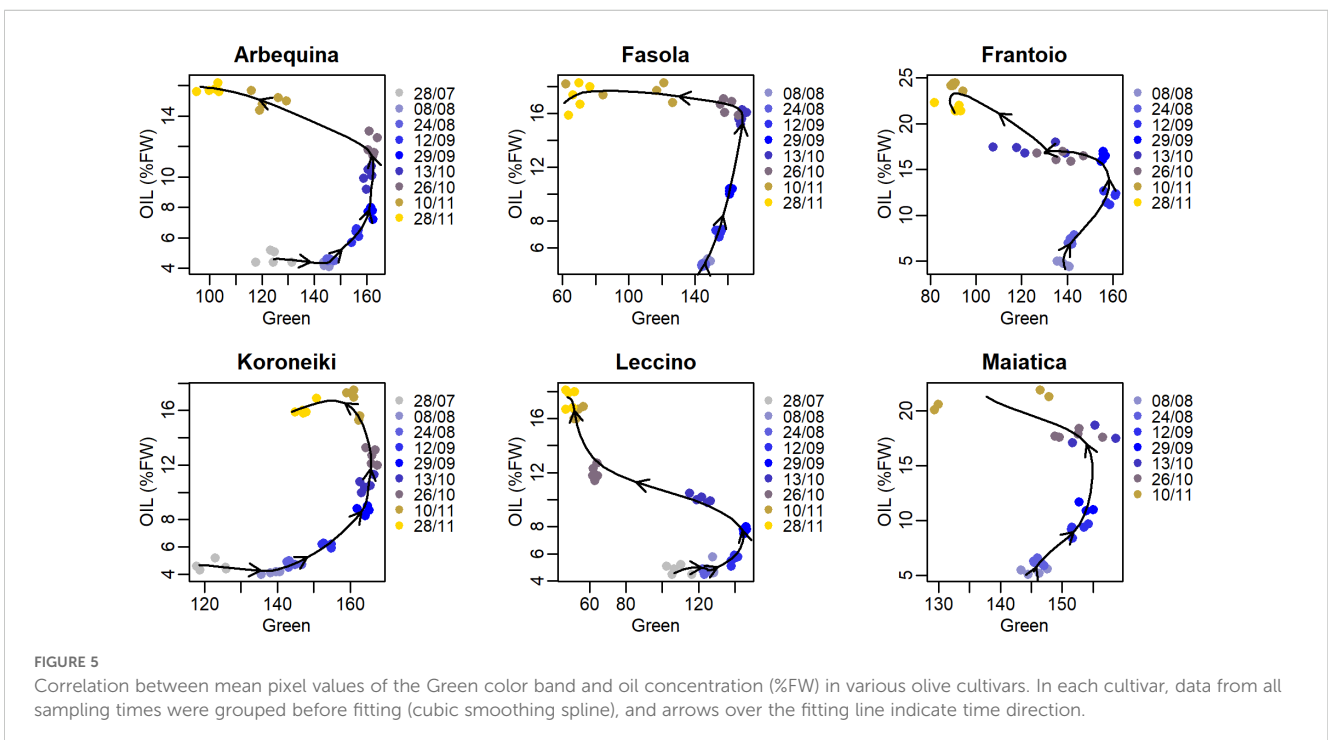 Arbequina
OIL (%FW)
4 6 8 10 14
100 120 140 160
Green
28/07
08/08
24/08
12/09
29/09
13/10
26/10
10/11
28/11
Fasola
OIL (%FW)
6 8 10 12 16
60 80 100 140
Green
08/08
24/08
12/09
29/09
13/10
26/10
10/11
28/11
Frantoio
OIL (%FW)
5 10 15 20 25
80 100 120 140 160
Green
08/08
24/08
12/09
29/09
13/10
26/10
10/11
28/11
Koroneiki
OIL (%FW)
4 6 8 12 16
120 140 160
Green
28/07
08/08
24/08
12/09
29/09
13/10
26/10
10/11
28/11
Leccino
OIL (%FW)
4 6 8 12 16
60 80 120
Green
28/07
08/08
24/08
12/09
29/09
13/10
26/10
10/11
28/11
Maiatica
OIL (%FW)
5 10 15 20
130 140 150
Green
08/08
24/08
12/09
29/09
13/10
26/10
10/11
FIGURE 5
Correlation between mean pixel values of the Green color band and oil concentration (%FW) in various olive cultivars. In each cultivar, data from all
sampling times were grouped before fitting (cubic smoothing spline), and arrows over the fitting line indicate time direction.